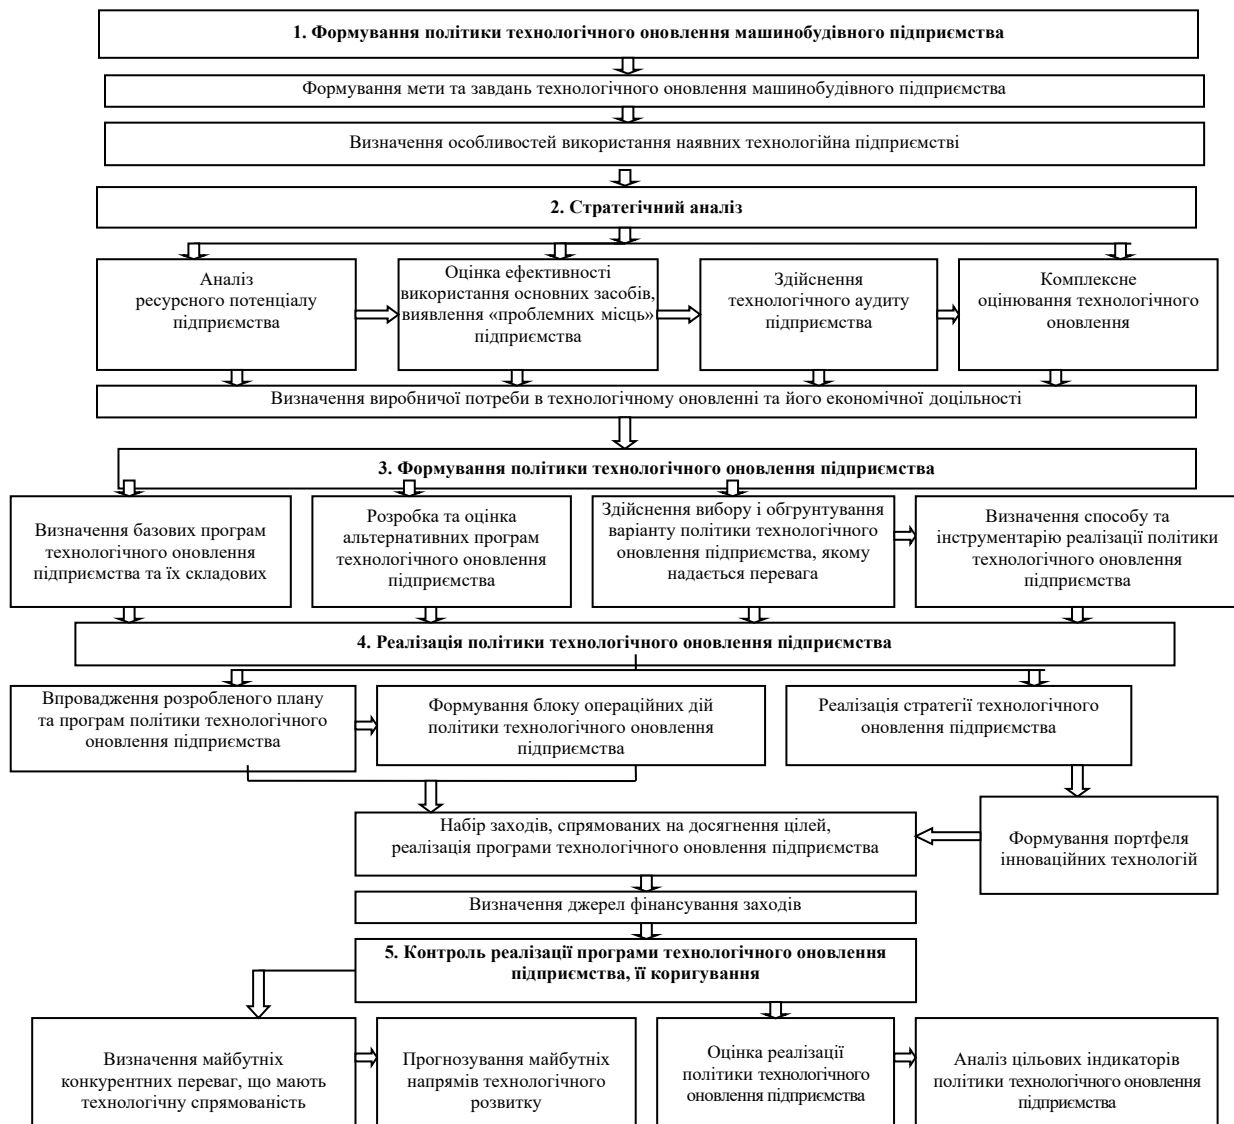 1. Формування політики технологічного оновлення машинобудівного підприємства
Формування мети та завдань технологічного оновлення машинобудівного підприємства
Визначення особливостей використання наявних технологійна підприємстві
2. Стратегічний аналіз
Аналіз
ресурсного потенціалу
підприємства
Оцінка ефективності
використання основних засобів,
виявлення «проблемних місць»
підприємства
Здійснення
технологічного аудиту
підприємства
Комплексне
оцінювання технологічного
оновлення
Визначення виробничої потреби в технологічному оновленні та його економічної доцільності
3. Формування політики технологічного оновлення підприємства
Визначення базових програм
технологічного оновлення
підприємства та їх складових
Розробка та оцінка
альтернативних програм
технологічного оновлення
підприємства
Здійснення вибору і обгрунтування
варіанту політики технологічного
оновлення підприємства, якому
надається перевага
Визначення способу та
інструментарію реалізації політики
технологічного оновлення
підприємства
4. Реалізація політики технологічного оновлення підприємства
Впровадження розробленого плану
та програм політики технологічного
оновлення підприємства
Формування блоку операційних дій
політики технологічного оновлення
підприємства
Реалізація стратегії технологічного
оновлення підприємства
Набір заходів, спрямованих на досягнення цілей,
реалізація програми технологічного оновлення підприємства
Формування портфеля
інноваційних технологій
Визначення джерел фінансування заходів
5. Контроль реалізації програми технологічного оновлення
підприємства, її коригування
Визначення майбутніх
конкурентних переваг, що мають
технологічну спрямованість
Прогнозування майбутніх
напрямів технологічного
розвитку
Оцінка реалізації
політики технологічного
оновлення підприємства
Аналіз цільових індикаторів
політики технологічного оновлення
підприємства